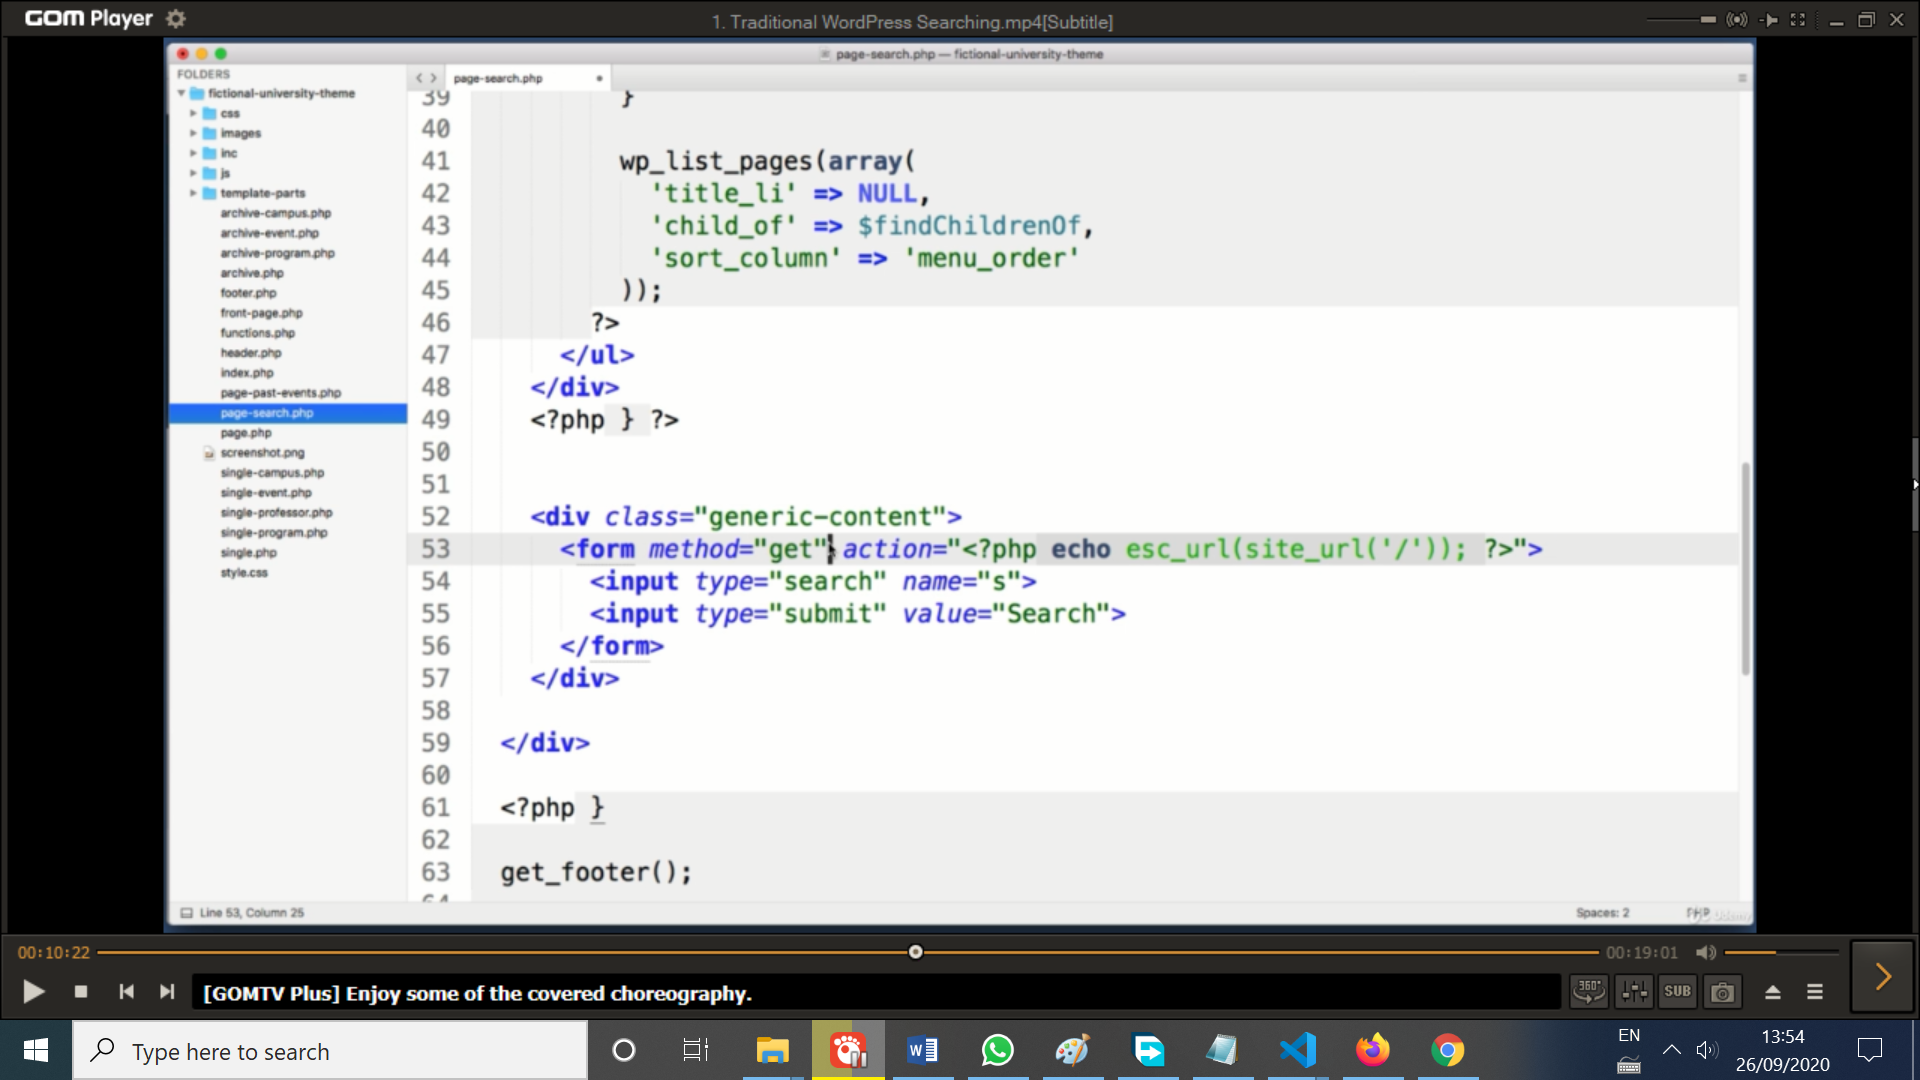 GOM Player
1. Traditional WordPress Searching.mp4[Subtitle]
page-search.php — fictional-university-theme
FOLDERS
fictional-university-theme
css
images
inc
js
template-parts
archive-campus.php
archive-event.php
archive-program.php
archive.php
footer.php
front-page.php
functions.php
header.php
index.php
page-past-events.php
page-search.php
page.php
screenshot.png
single-campus.php
single-event.php
single-professor.php
single-program.php
single.php
style.css
page-search.php
39 }
40
41 wp_list_pages(array(
42 'title_li' => NULL,
43 'child_of' => $findChildrenOf,
44 'sort_column' => 'menu_order'
45 ));
46 ?>
47 </ul>
48 </div>
49 <?php } ?>
50
51
52 <div class="generic-content">
53 <form method="get" action="<?php echo esc_url(site_url('/')); ?>">
54 <input type="search" name="s">
55 <input type="submit" value="Search">
56 </form>
57 </div>
58
59 </div>
60
61 <?php }
62
63 get_footer();
64
Line 53, Column 25
Spaces: 2
PHP
Udemy
00:10:22
00:19:01
[GOMTV Plus] Enjoy some of the covered choreography.
360°
SUB
Type here to search
EN
13:54
26/09/2020